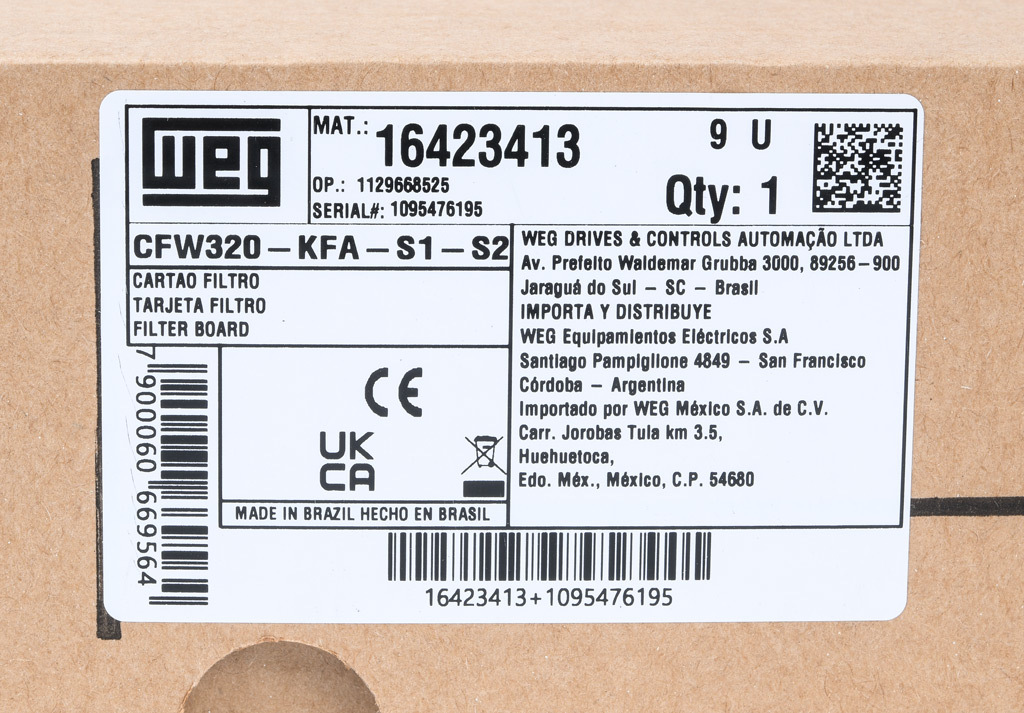 WEG
MAT.: 16423413
9 U
OP.: 1129668525
Qty: 1
SERIAL#: 1095476195
CFW320-KFA-S1-S2
CARTAO FILTRO
TARJETA FILTRO
FILTER BOARD
WEG DRIVES & CONTROLS AUTOMAÇÃO LTDA
Av. Prefeito Waldemar Grubba 3000, 89256-900
Jaraguá do Sul - SC - Brasil
IMPORTA Y DISTRIBUYE
WEG Equipamientos Eléctricos S.A
Santiago Pampiglione 4849 - San Francisco
Córdoba - Argentina
Importado por WEG México S.A. de C.V.
Carr. Jorobas Tula km 3.5,
Huehuetoca,
Edo. Méx., México, C.P. 54680
CE
UK
CA
MADE IN BRAZIL HECHO EN BRASIL
7 900060 669564
16423413+1095476195